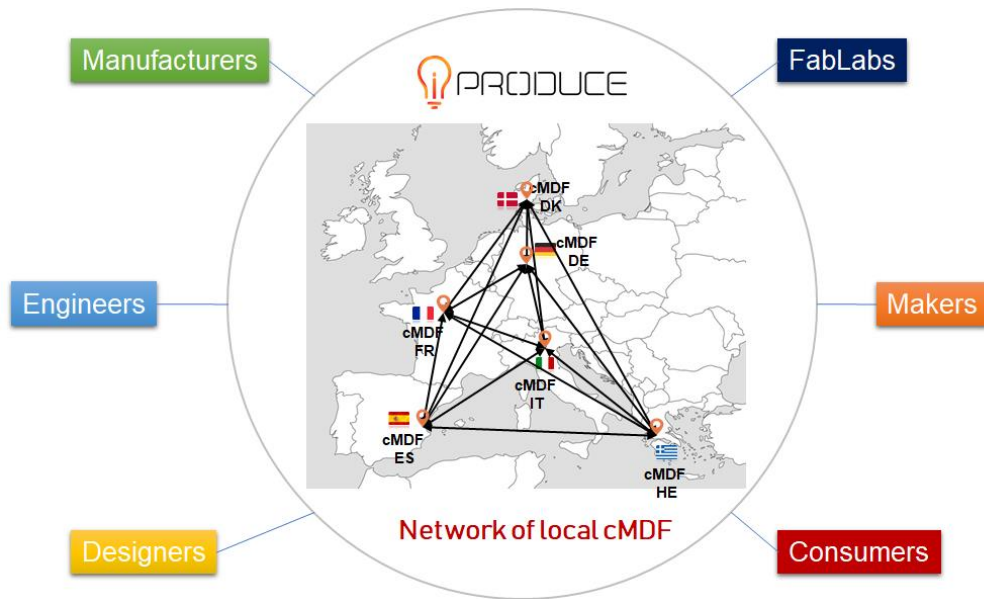 Manufacturers
FabLabs
PRODUCE
cMDF
DK
cMDF
DE
Engineers
Makers
cMDF
FR
cMDF
IT
cMDF
ES
cMDF
HE
Network of local cMDF
Designers
Consumers